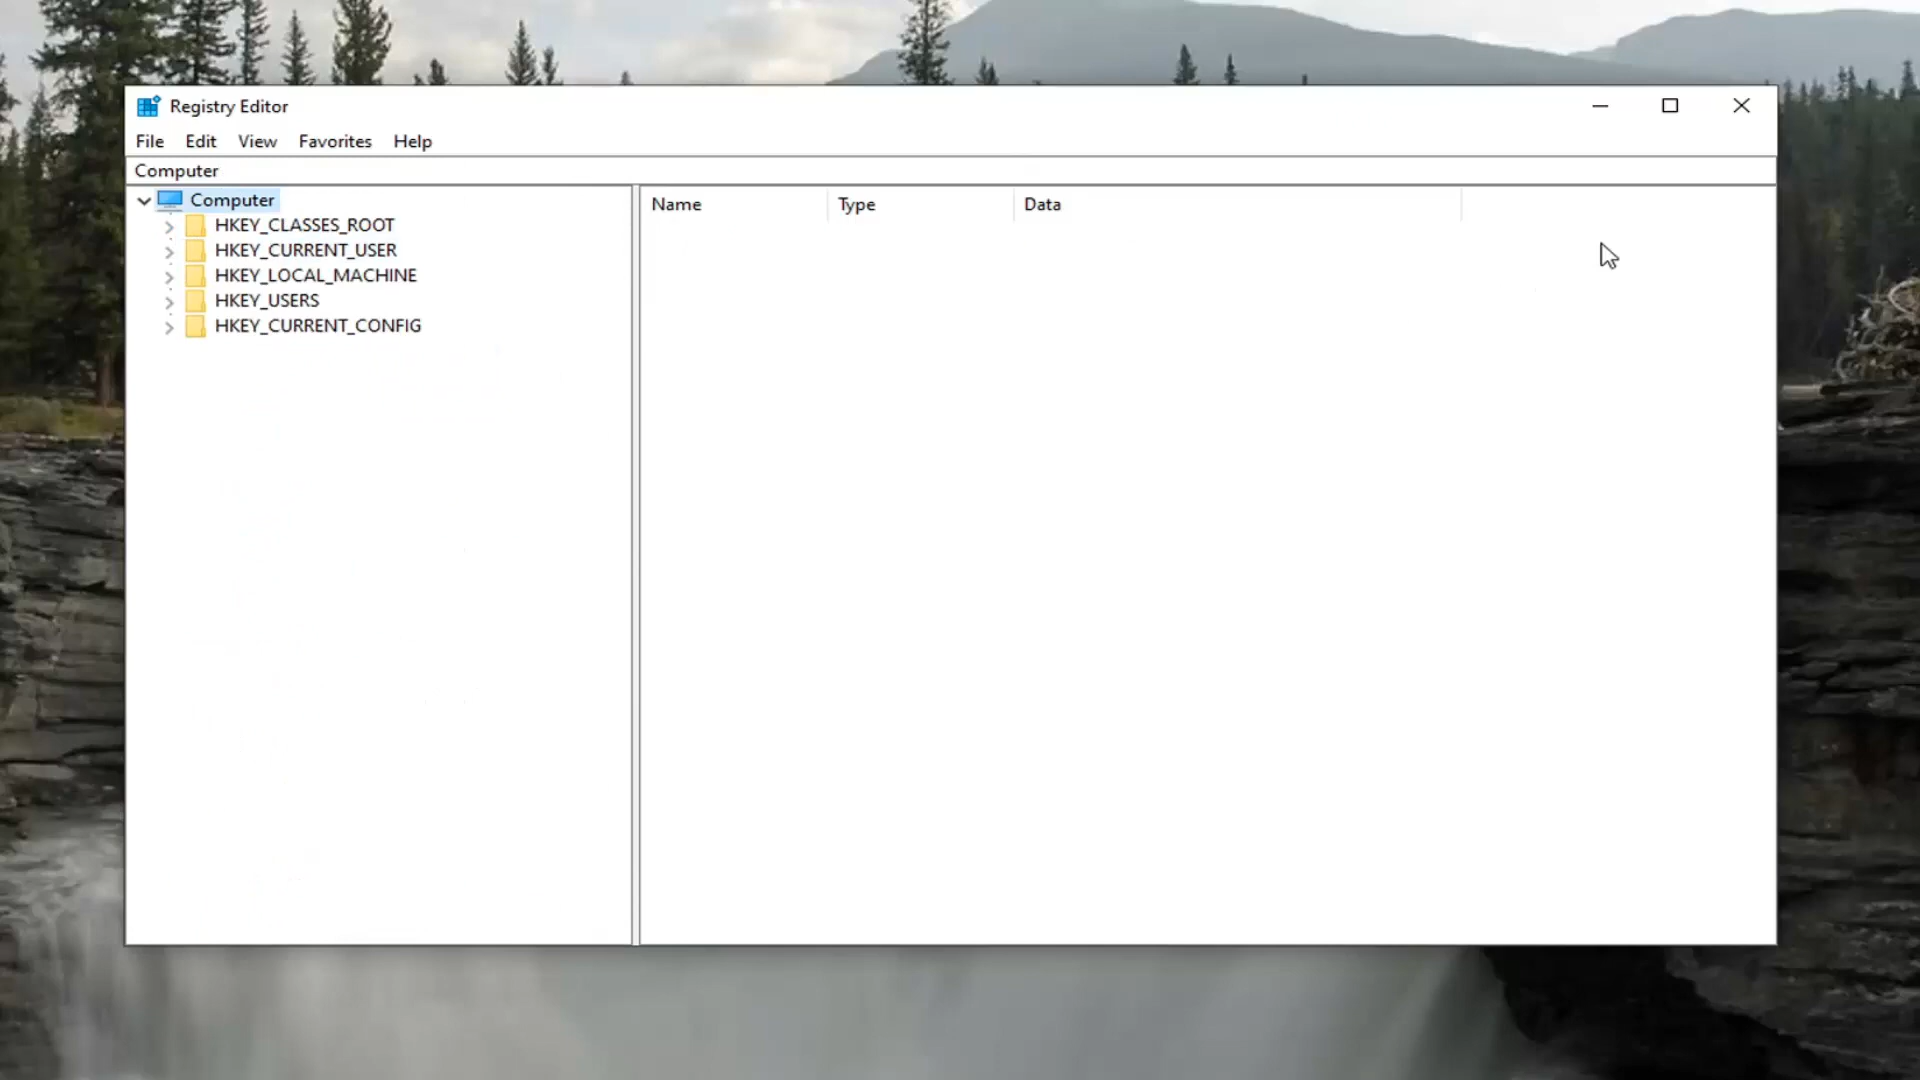 Registry Editor
File Edit View Favorites Help
Computer
Computer
HKEY_CLASSES_ROOT
HKEY_CURRENT_USER
HKEY_LOCAL_MACHINE
HKEY_USERS
HKEY_CURRENT_CONFIG
Name Type Data